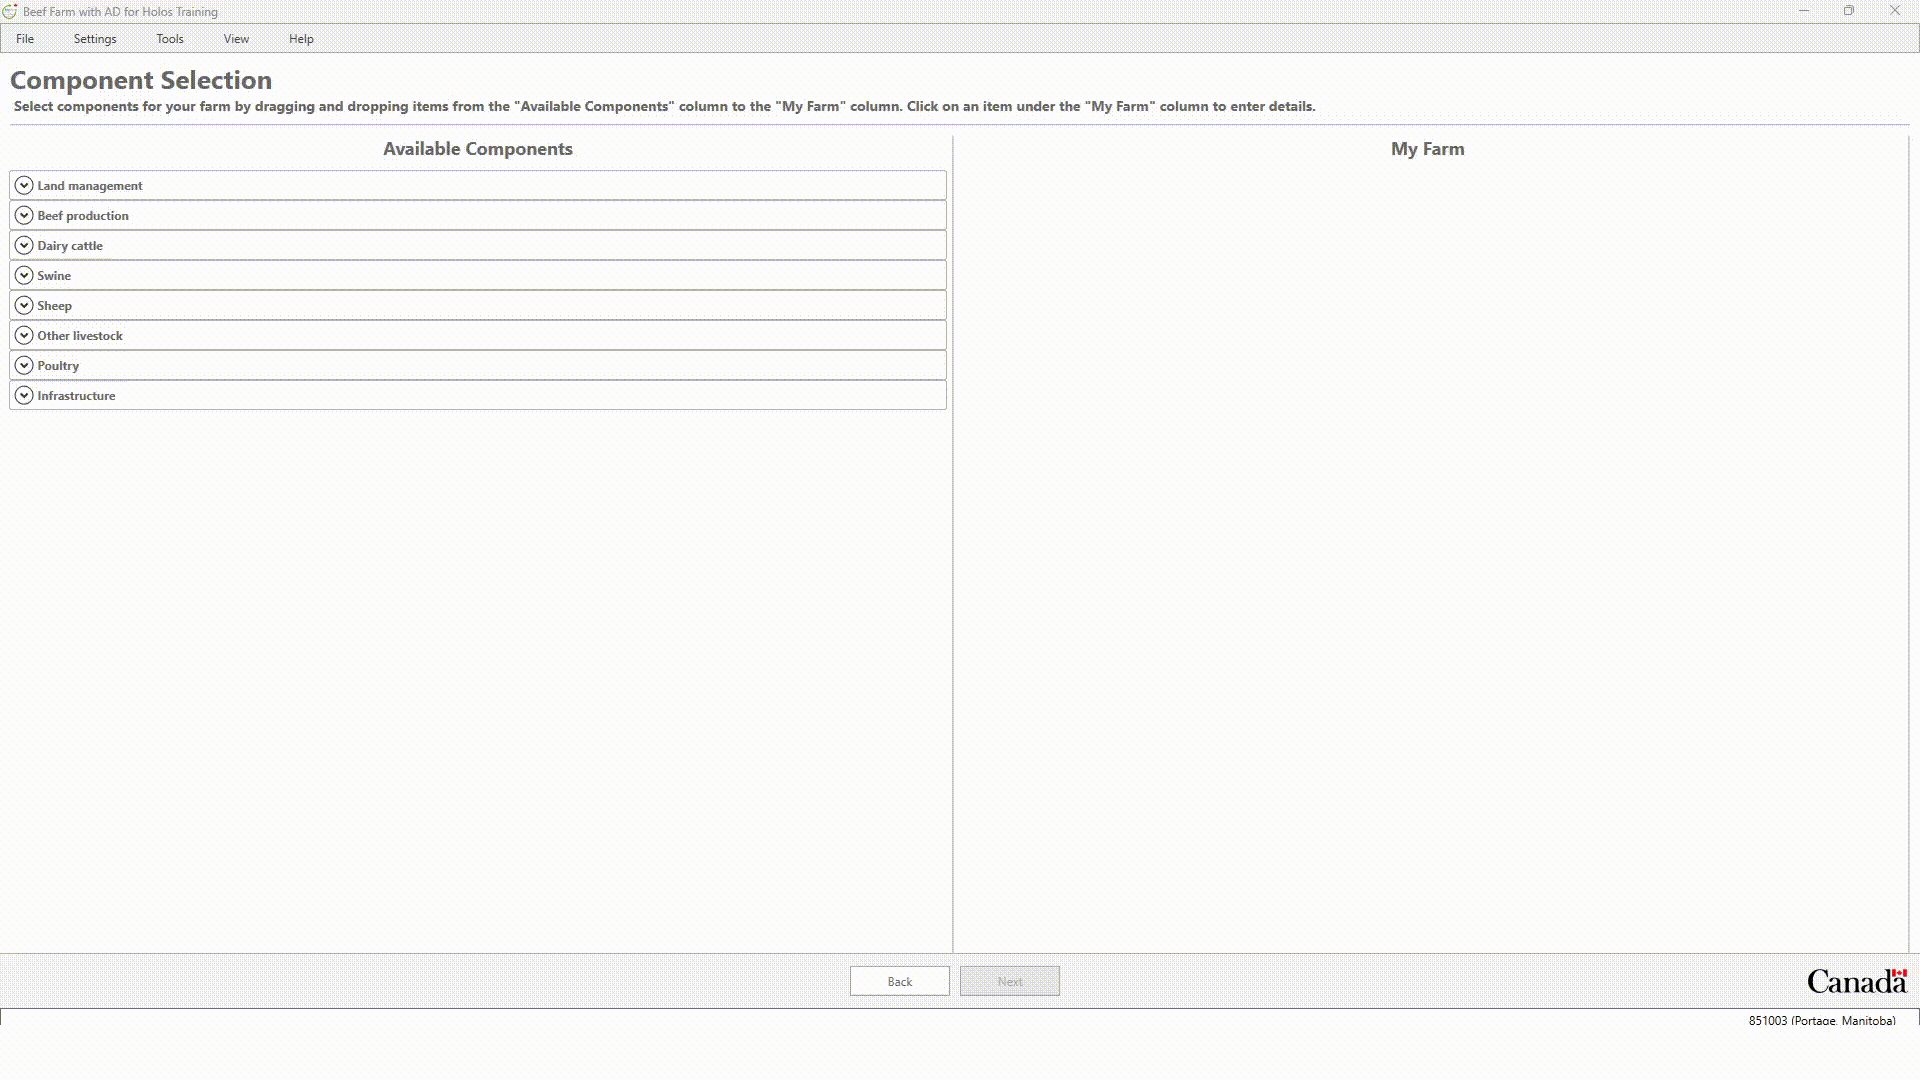 Beef Farm with AD for Holos Training
File Settings Tools View Help
Component Selection
Select components for your farm by dragging and dropping items from the "Available Components" column to the "My Farm" column. Click on an item under the "My Farm" column to enter details.
Available Components
Land management
Beef production
Dairy cattle
Swine
Sheep
Other livestock
Poultry
Infrastructure
My Farm
Back Next
Canada
851003 (Portage, Manitoba)